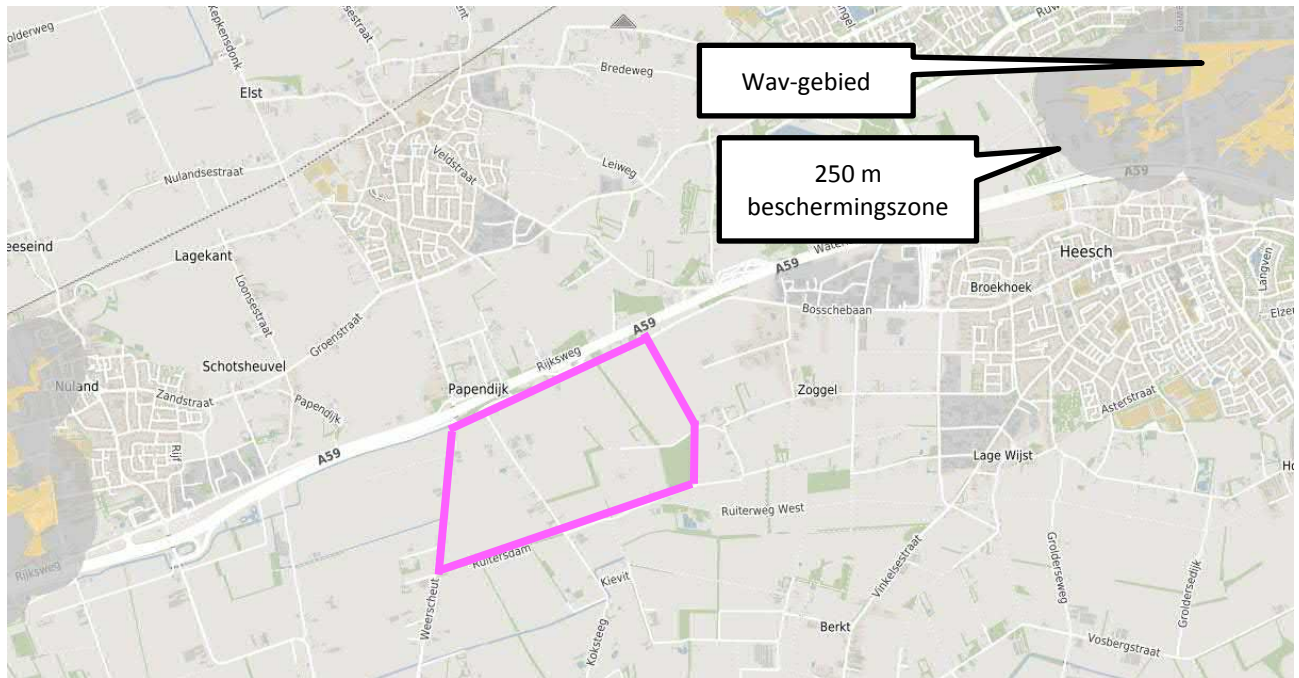 Elst
Bredeweg
Leiweg
Veldstraat
Nulandsestraat
Lagekant
Loonsestraat
Groenstraat
Schotsheuvel
Zandstraat
Papendijk
Nuland
Rijf
A59
Rijksweg
Papendijk
Rijksweg
A59
A59
A59
Wav-gebied
250 m
beschermingszone
Heesch
Broekhoek
Bosschebaan
Langven
Zoggel
Asterstraat
Lage Wijst
Ruiterweg West
Ruitersdam
Weerscheut
Kievit
Koksteeg
Vinkelsestraat
Berkt
Grolderseweg
Groldersedijk
Vosbergstraat